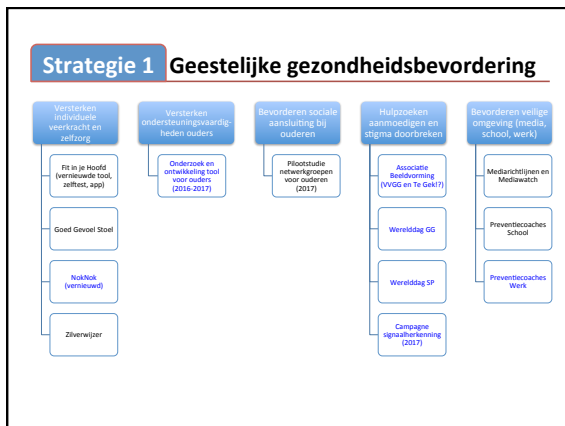 Strategie 1 Geestelijke gezondheidsbevordering
Versterken
individuele
veerkracht en
zelfzorg
Fit in je Hoofd
(vernieuwde tool,
zelftest, app)
Goed Gevoel Stoel
NokNok
(vernieuwd)
Zilverwijzer
Versterken
ondersteuningsvaardig-
heden ouders
Onderzoek en
ontwikkeling tool
voor ouders
(2016-2017)
Bevorderen sociale
aansluiting bij
ouderen
Pilootstudie
netwerkgroepen
voor ouderen
(2017)
Hulpzoeken
aanmoedigen en
stigma doorbreken
Associatie
Beeldvorming
(VVGG en Te Gek!?)
Werelddag GG
Werelddag SP
Campagne
signaalherkenning
(2017)
Bevorderen veilige
omgeving (media,
school, werk)
Mediarichtlijnen en
Mediawatch
Preventiecoaches
School
Preventiecoaches
Werk